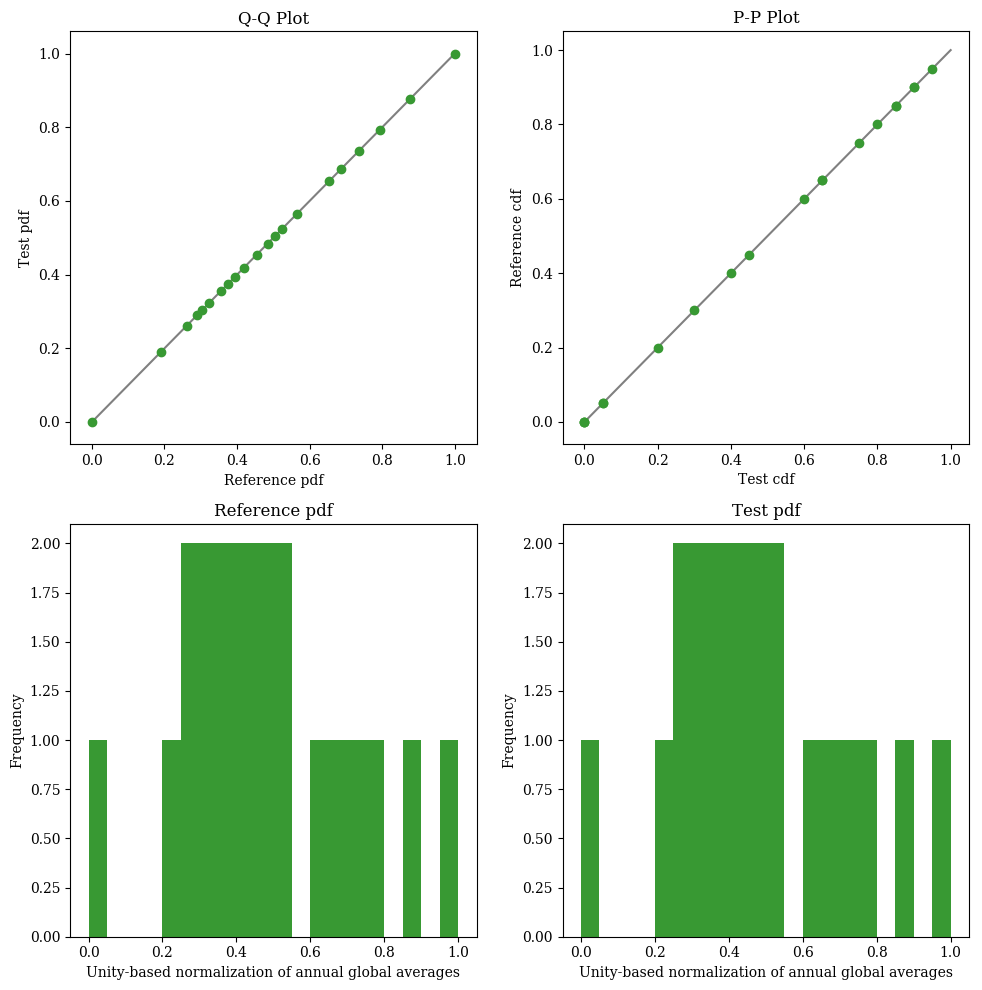 Q-Q Plot
1.0
0.8
0.6
0.4
0.2
0.0
Test pdf
0.0 0.2 0.4 0.6 0.8 1.0
Reference pdf
P-P Plot
1.0
0.8
0.6
0.4
0.2
0.0
Reference cdf
0.0 0.2 0.4 0.6 0.8 1.0
Test cdf
Reference pdf
2.00
1.75
1.50
1.25
1.00
0.75
0.50
0.25
0.00
Frequency
0.0 0.2 0.4 0.6 0.8 1.0
Unity-based normalization of annual global averages
Test pdf
2.00
1.75
1.50
1.25
1.00
0.75
0.50
0.25
0.00
Frequency
0.0 0.2 0.4 0.6 0.8 1.0
Unity-based normalization of annual global averages